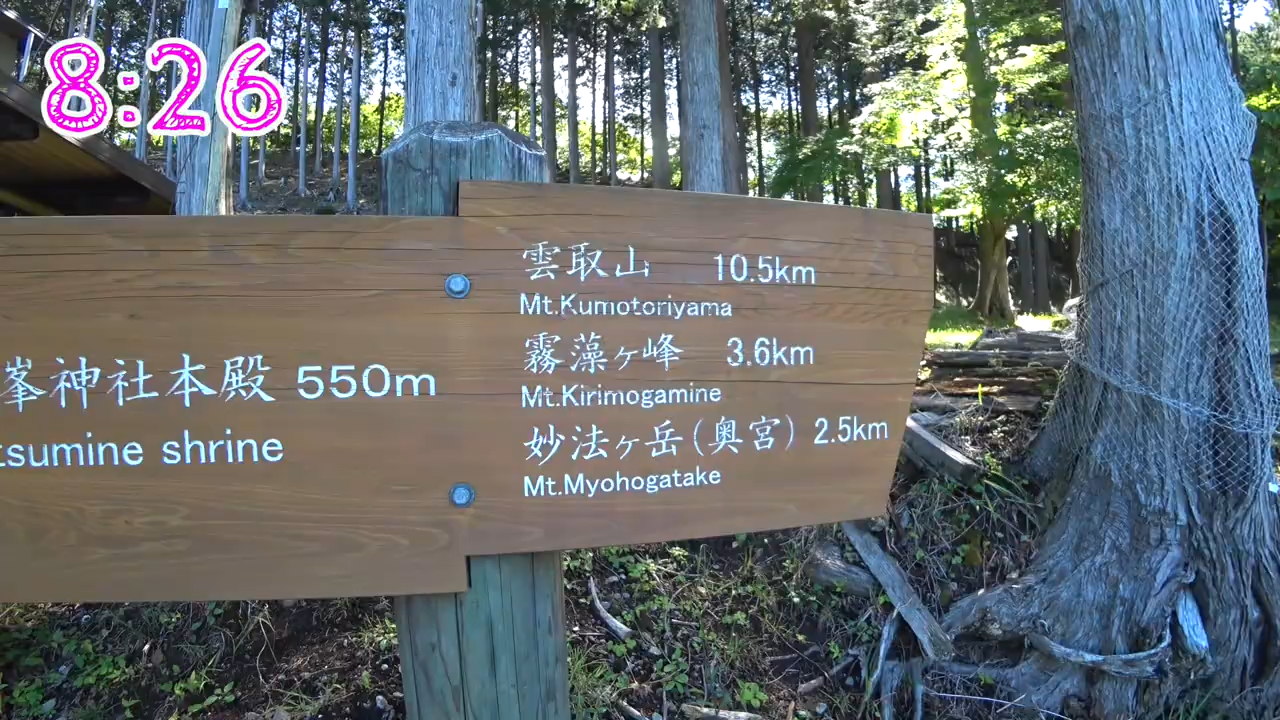 8:26
峯神社本殿 550m
tsumine shrine
雲取山 10.5km
Mt.Kumotoriyama
霧藻ヶ峰 3.6km
Mt.Kirimogamine
妙法ヶ岳(奥宮) 2.5km
Mt.Myohogatake